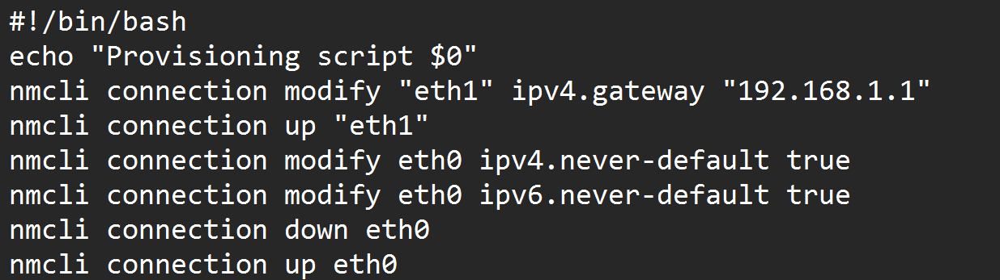 #!/bin/bash
echo "Provisioning script $0"
nmcli connection modify "eth1" ipv4.gateway "192.168.1.1"
nmcli connection up "eth1"
nmcli connection modify eth0 ipv4.never-default true
nmcli connection modify eth0 ipv6.never-default true
nmcli connection down eth0
nmcli connection up eth0